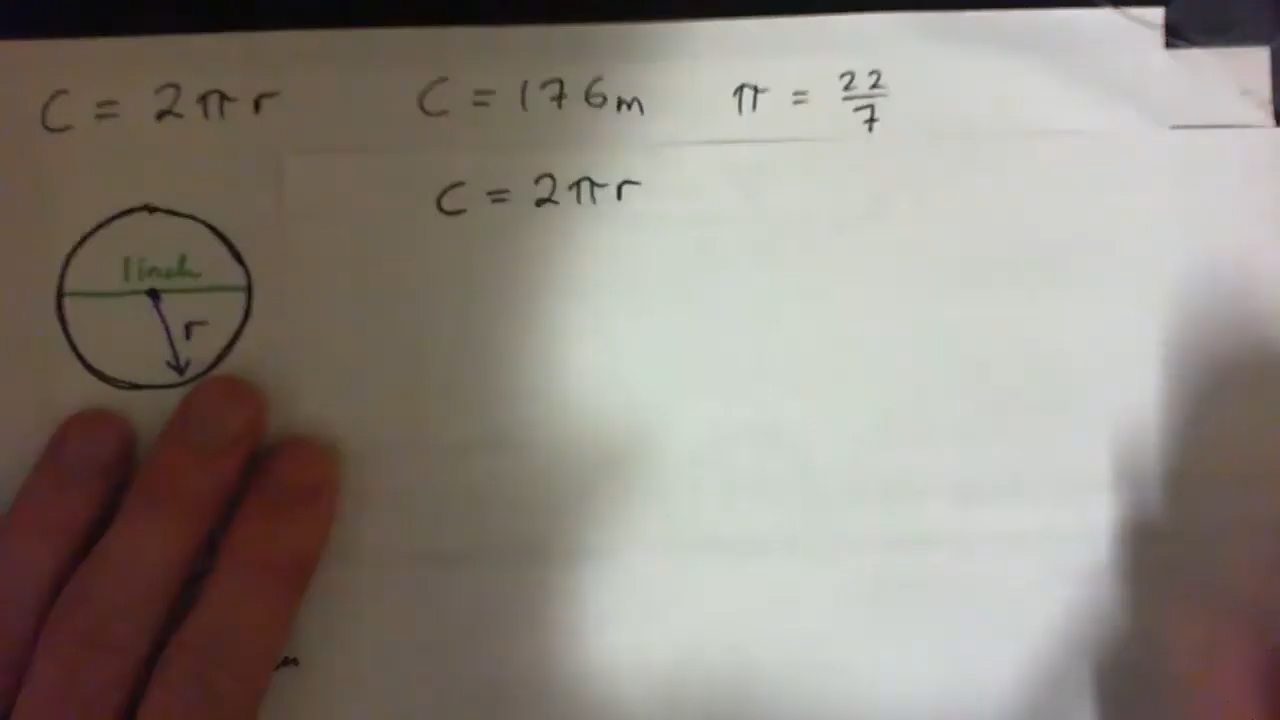 C = 2πr
C = 176m
π = 22/7
C = 2πr
1 inch
r